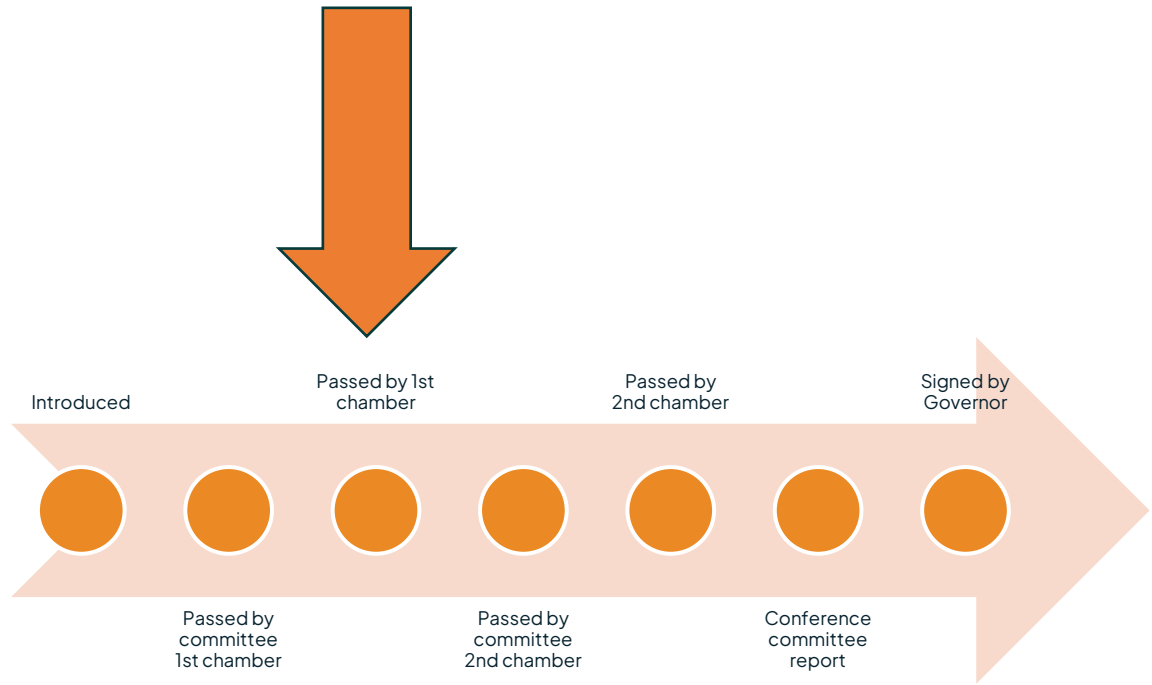 Introduced
Passed by
committee
1st chamber
Passed by 1st
chamber
Passed by
committee
2nd chamber
Passed by
2nd chamber
Conference
committee
report
Signed by
Governor